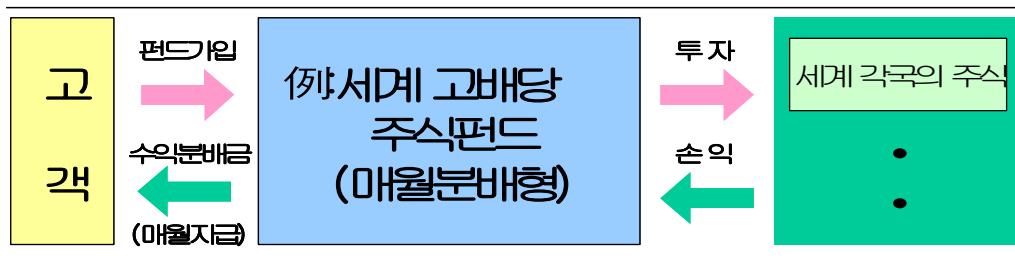 고
객
펀드가입
수익분배금
(매월지급)
例:세계 고배당
주식펀드
(매월분배형)
투 자
손 익
세계 각국의 주식
•
•